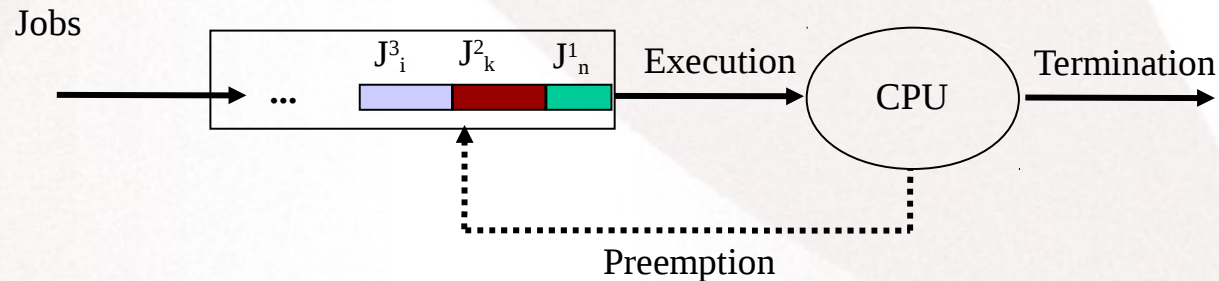 Jobs
... J³ᵢ J²ₖ J¹ₙ
Execution
CPU
Termination
Preemption